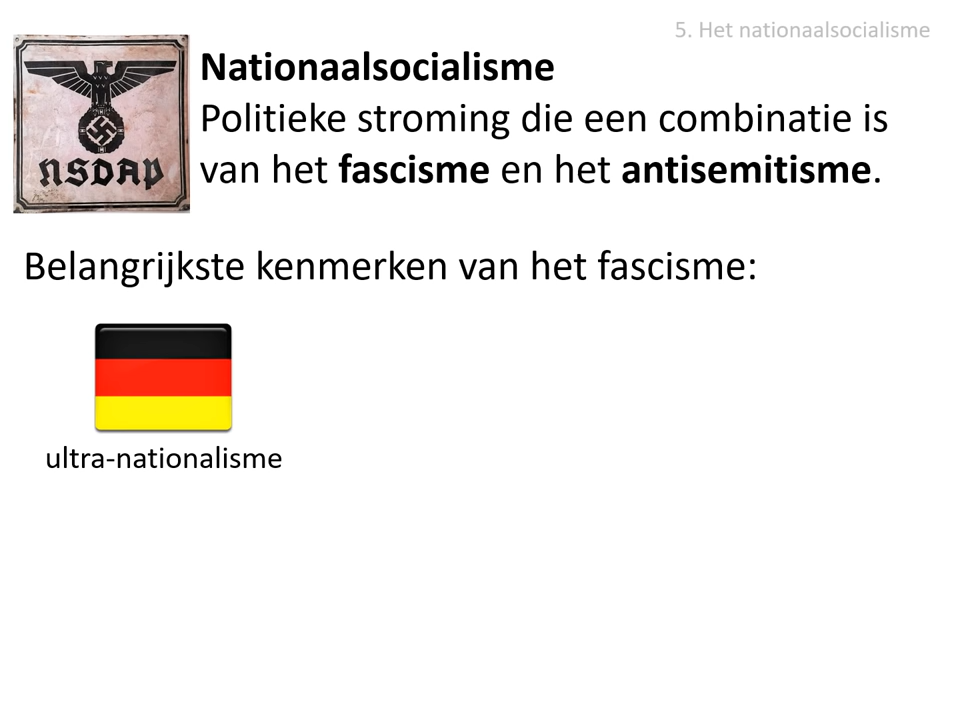 5. Het nationaalsocialisme
NSDAP
Nationaalsocialisme
Politieke stroming die een combinatie is
van het fascisme en het antisemitisme.
Belangrijkste kenmerken van het fascisme:
ultra-nationalisme